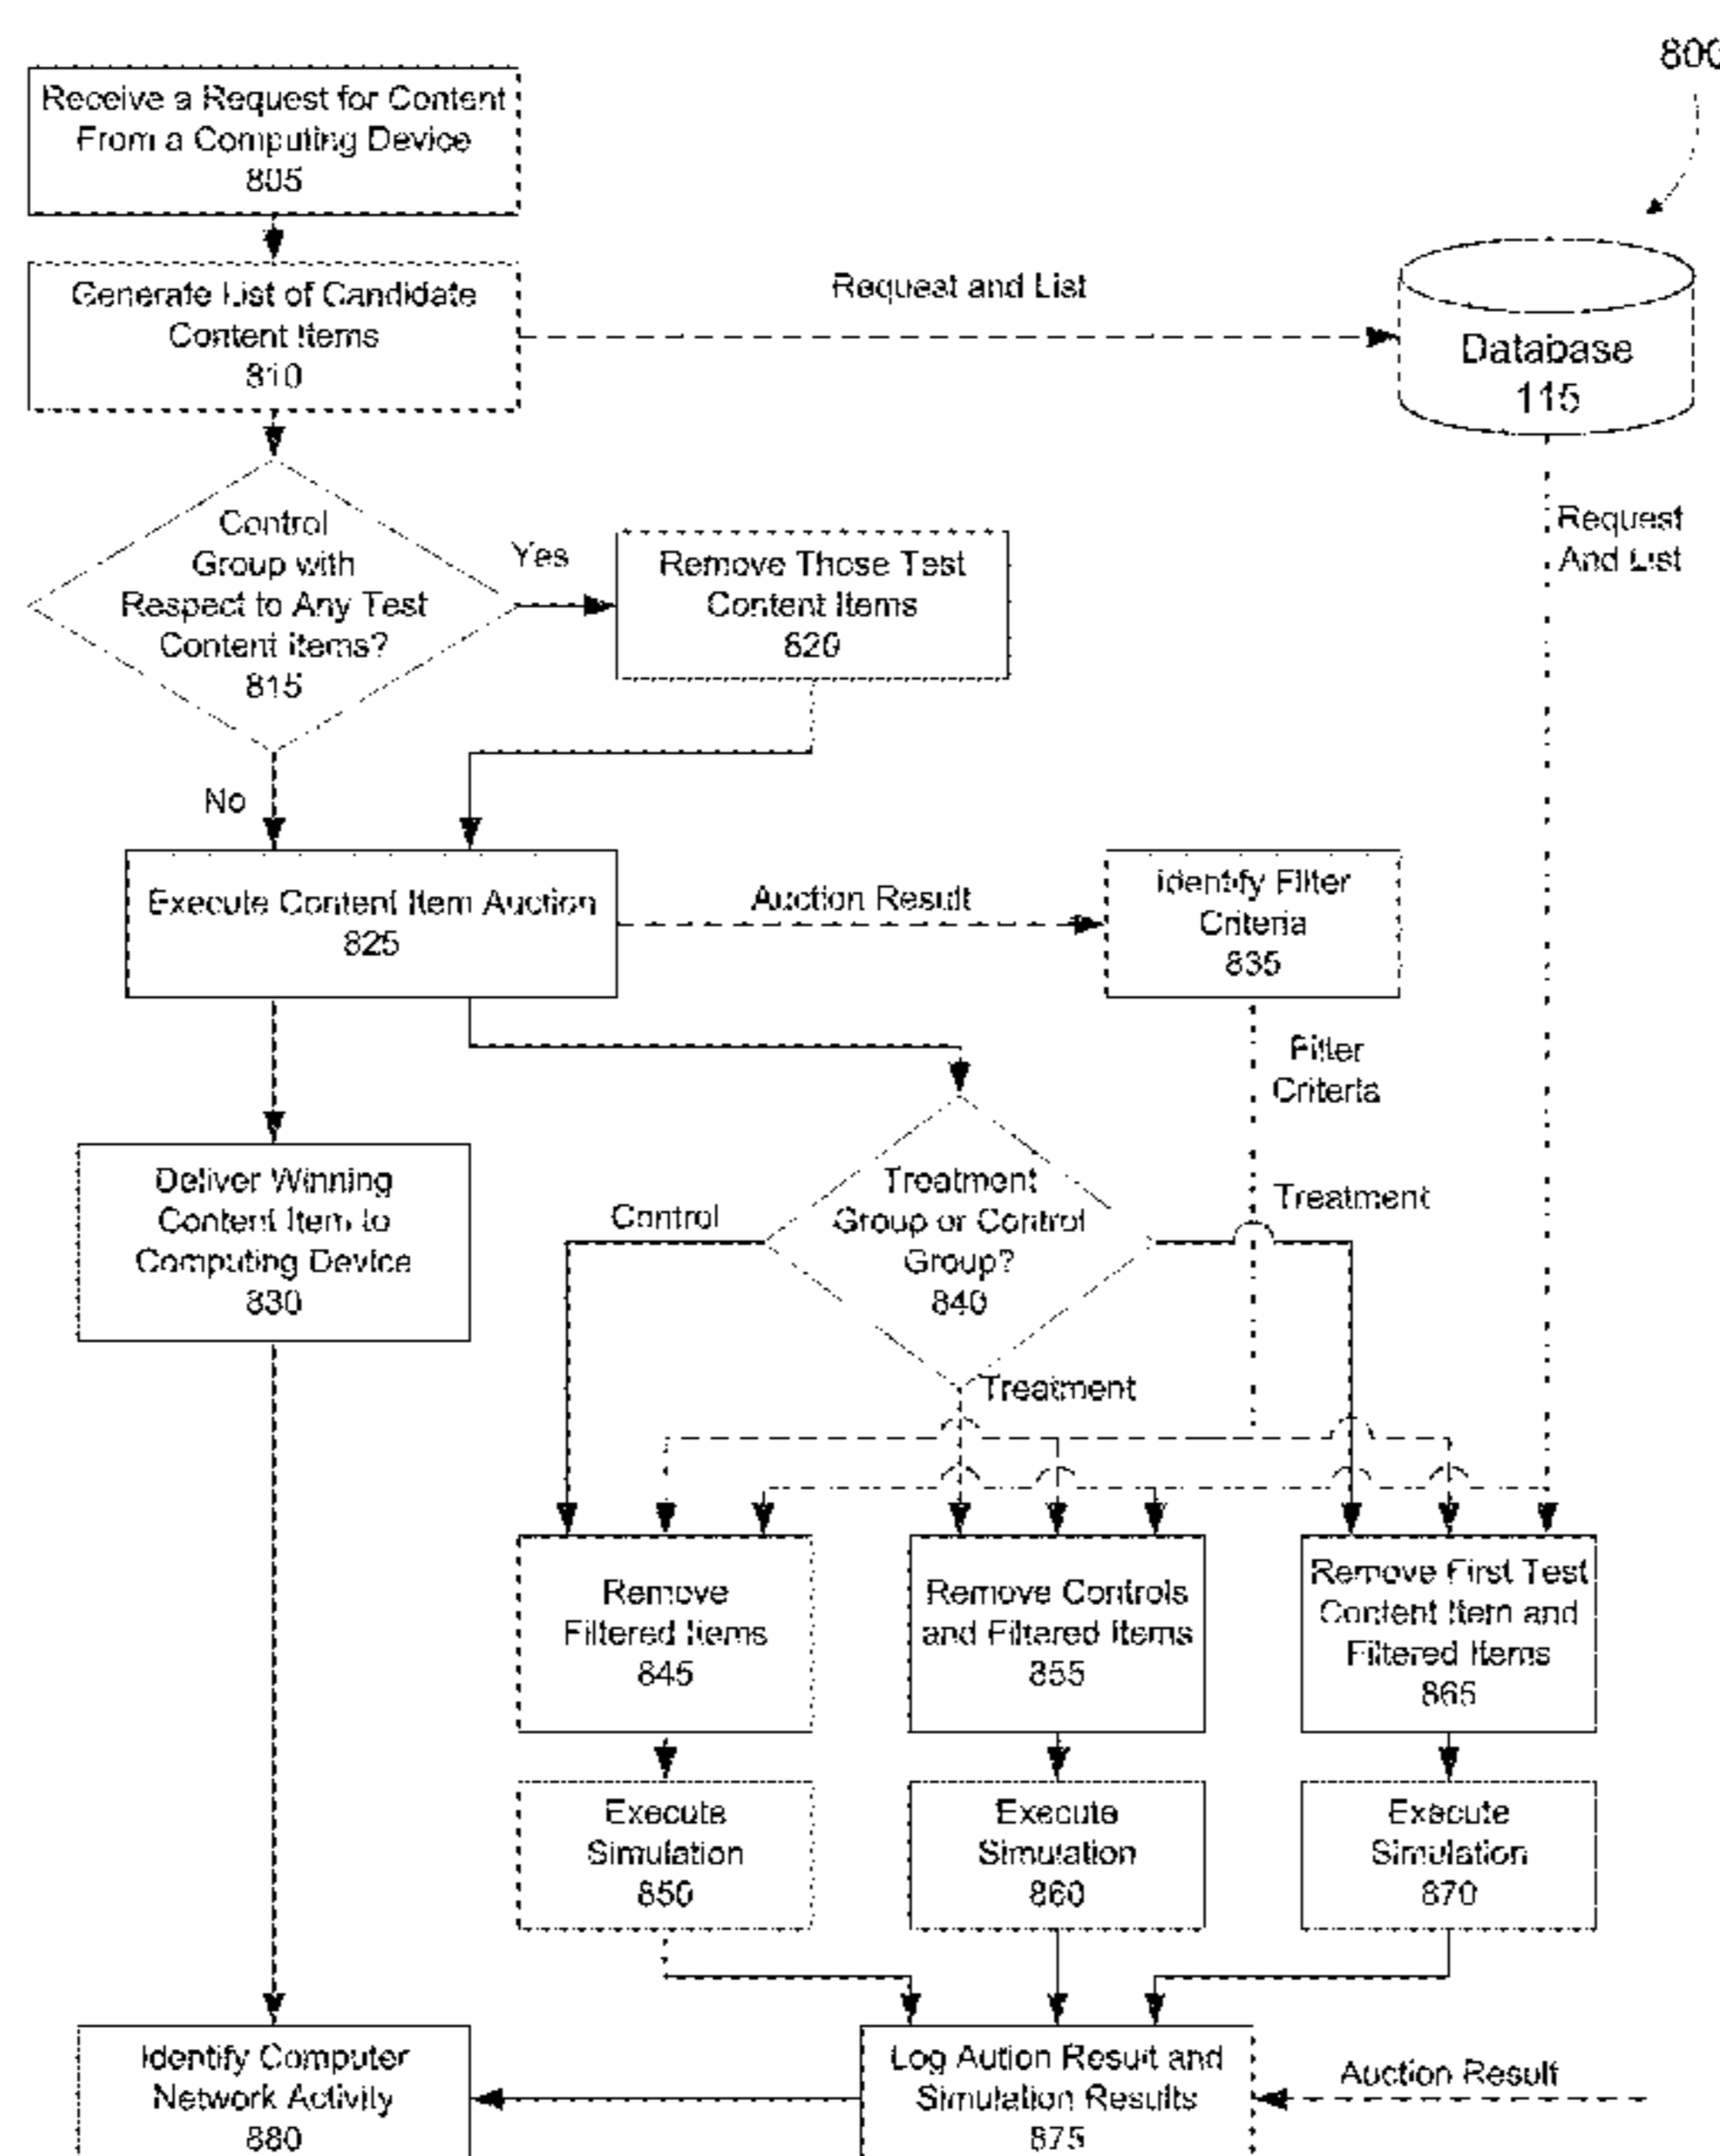 800
Receive a Request for Content
From a Computing Device
805
Generate List of Candidate
Content Items
810
Request and List
Database
115
Request
And List
Control
Group with
Respect to Any Test
Content items?
815
Yes
Remove Those Test
Content Items
820
No
Execute Content Item Auction
825
Auction Result
Identify Filter
Criteria
835
Filter
Criteria
Deliver Winning
Content Item to
Computing Device
830
Treatment
Group or Control
Group?
840
Control
Treatment
Treatment
Remove
Filtered Items
845
Remove Controls
and Filtered Items
855
Remove First Test
Content Item and
Filtered Items
865
Execute
Simulation
850
Execute
Simulation
860
Execute
Simulation
870
Identify Computer
Network Activity
880
Log Aution Result and
Simulation Results
875
Auction Result